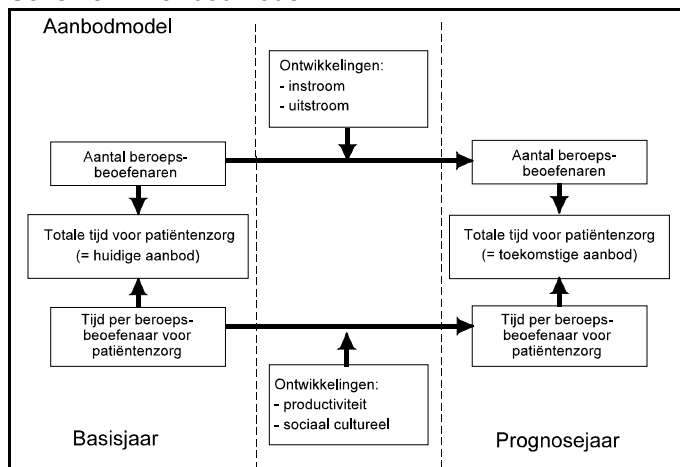 Aanbodmodel
Ontwikkelingen:
- instroom
- uitstroom
Aantal beroeps-
beoefenaren
Aantal beroeps-
beoefenaren
Totale tijd voor patiëntenzorg
(= huidige aanbod)
Totale tijd voor patiëntenzorg
(= toekomstige aanbod)
Tijd per beroeps-
beoefenaar voor
patiëntenzorg
Tijd per beroeps-
beoefenaar voor
patiëntenzorg
Ontwikkelingen:
- productiviteit
- sociaal cultureel
Basisjaar
Prognosejaar